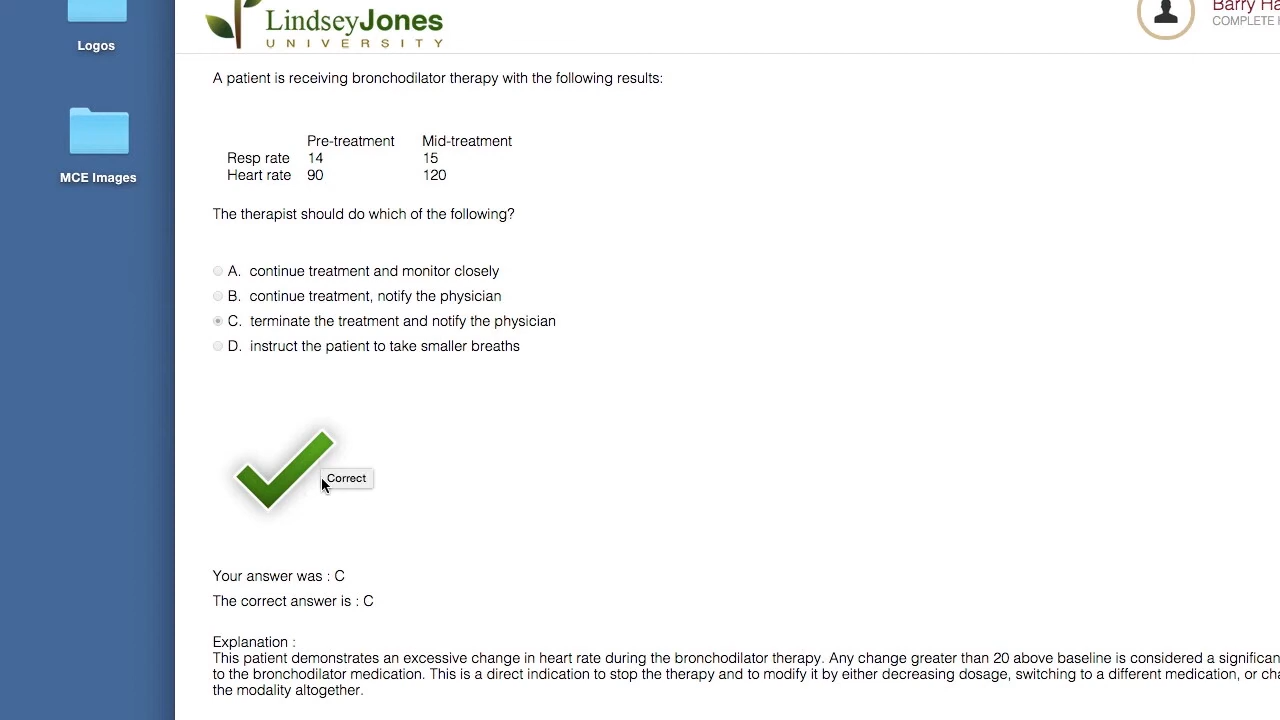 Logos
MCE Images
LindseyJones
UNIVERSITY
Barry Ha
COMPLETE
A patient is receiving bronchodilator therapy with the following results:
Pre-treatment Mid-treatment
Resp rate 14 15
Heart rate 90 120
The therapist should do which of the following?
A. continue treatment and monitor closely
B. continue treatment, notify the physician
C. terminate the treatment and notify the physician
D. instruct the patient to take smaller breaths
Correct
Your answer was : C
The correct answer is : C
Explanation :
This patient demonstrates an excessive change in heart rate during the bronchodilator therapy. Any change greater than 20 above baseline is considered a significan
to the bronchodilator medication. This is a direct indication to stop the therapy and to modify it by either decreasing dosage, switching to a different medication, or cha
the modality altogether.